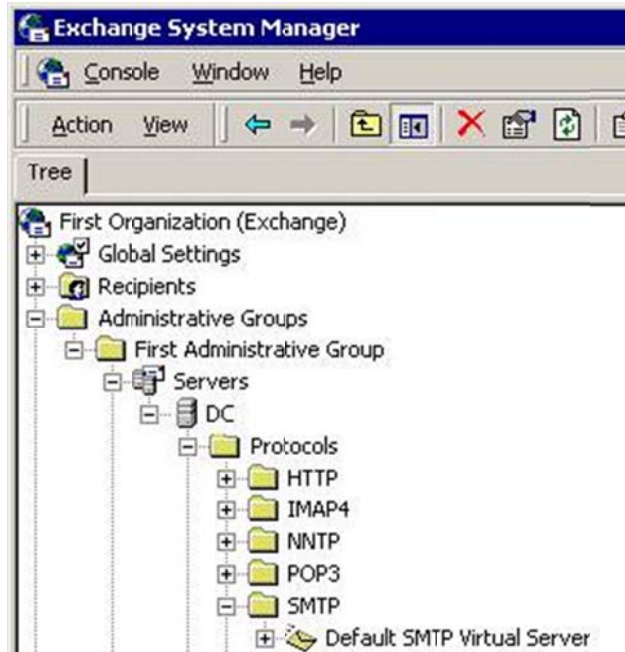 Exchange System Manager
Console Window Help
Action View
Tree
First Organization (Exchange)
Global Settings
Recipients
Administrative Groups
First Administrative Group
Servers
DC
Protocols
HTTP
IMAP4
NNTP
POP3
SMTP
Default SMTP Virtual Server